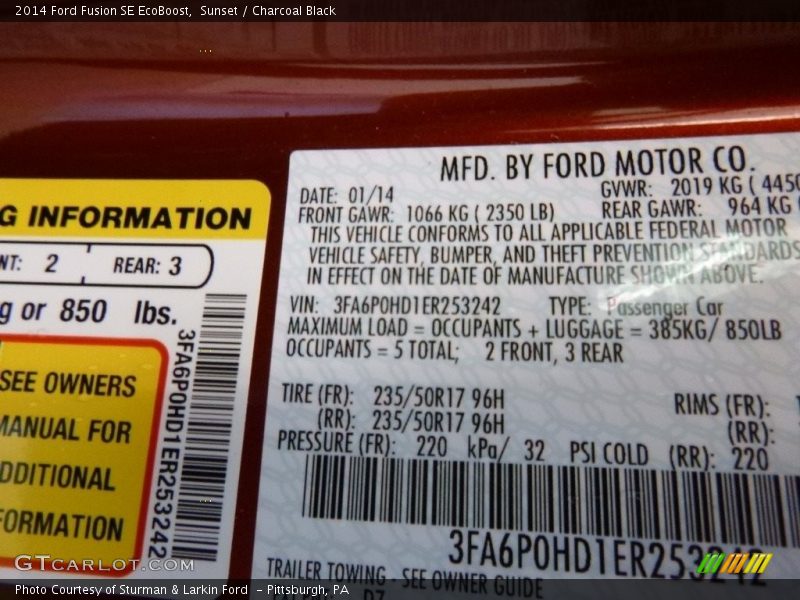 2014 Ford Fusion SE EcoBoost, Sunset / Charcoal Black
G INFORMATION
NT: 2 REAR: 3
g or 850 lbs.
SEE OWNERS
MANUAL FOR
DDITIONAL
FORMATION
3FA6P0HD1ER253242
MFD. BY FORD MOTOR CO.
DATE: 01/14 GVWR: 2019 KG ( 4450
FRONT GAWR: 1066 KG ( 2350 LB) REAR GAWR: 964 KG (
THIS VEHICLE CONFORMS TO ALL APPLICABLE FEDERAL MOTOR
VEHICLE SAFETY, BUMPER, AND THEFT PREVENTION STANDARDS
IN EFFECT ON THE DATE OF MANUFACTURE SHOWN ABOVE.
VIN: 3FA6P0HD1ER253242 TYPE: Passenger Car
MAXIMUM LOAD = OCCUPANTS + LUGGAGE = 385KG/ 850LB
OCCUPANTS = 5 TOTAL; 2 FRONT, 3 REAR
TIRE (FR): 235/50R17 96H RIMS (FR):
(RR): 235/50R17 96H (RR):
PRESSURE (FR): 220 kPa/ 32 PSI COLD (RR): 220
3FA6P0HD1ER253242
TRAILER TOWING - SEE OWNER GUIDE
GTCARLOT.COM
Photo Courtesy of Sturman & Larkin Ford - Pittsburgh, PA